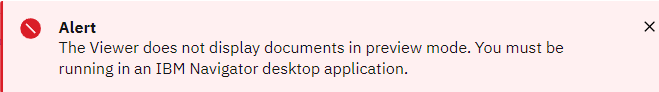 Alert
The Viewer does not display documents in preview mode. You must be
running in an IBM Navigator desktop application.